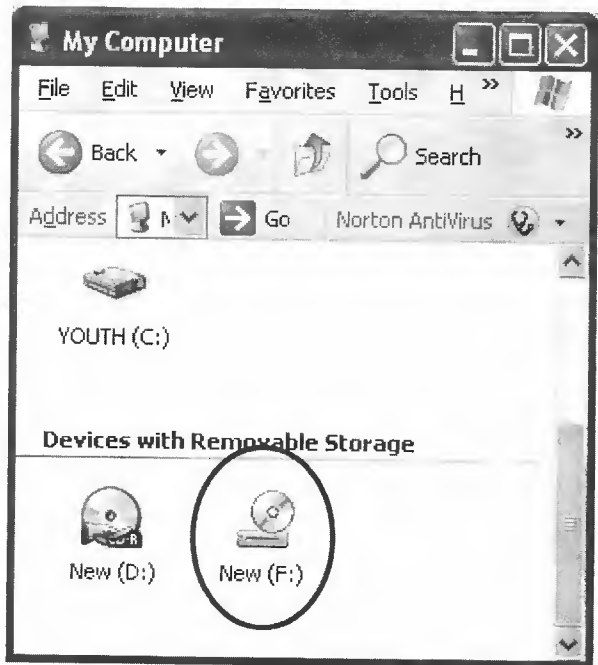 My Computer
File Edit View Favorites Tools H »
Back Search »
Address Go Norton AntiVirus
YOUTH (C:)
Devices with Removable Storage
CD-R
New (D:) New (F:)